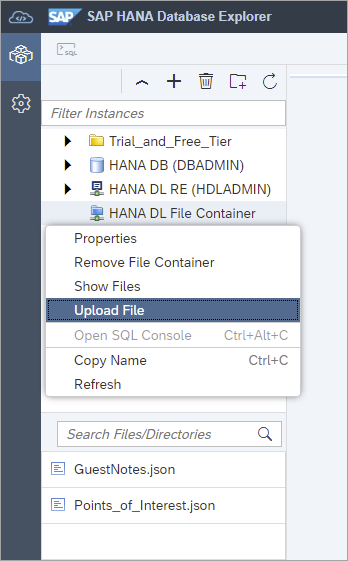 SAP SAP HANA Database Explorer
SQL
Filter Instances
Trial_and_Free_Tier
HANA DB (DBADMIN)
HANA DL RE (HDLADMIN)
HANA DL File Container
Properties
Remove File Container
Show Files
Upload File
Open SQL Console Ctrl+Alt+C
Copy Name Ctrl+C
Refresh
Search Files/Directories
GuestNotes.json
Points_of_Interest.json